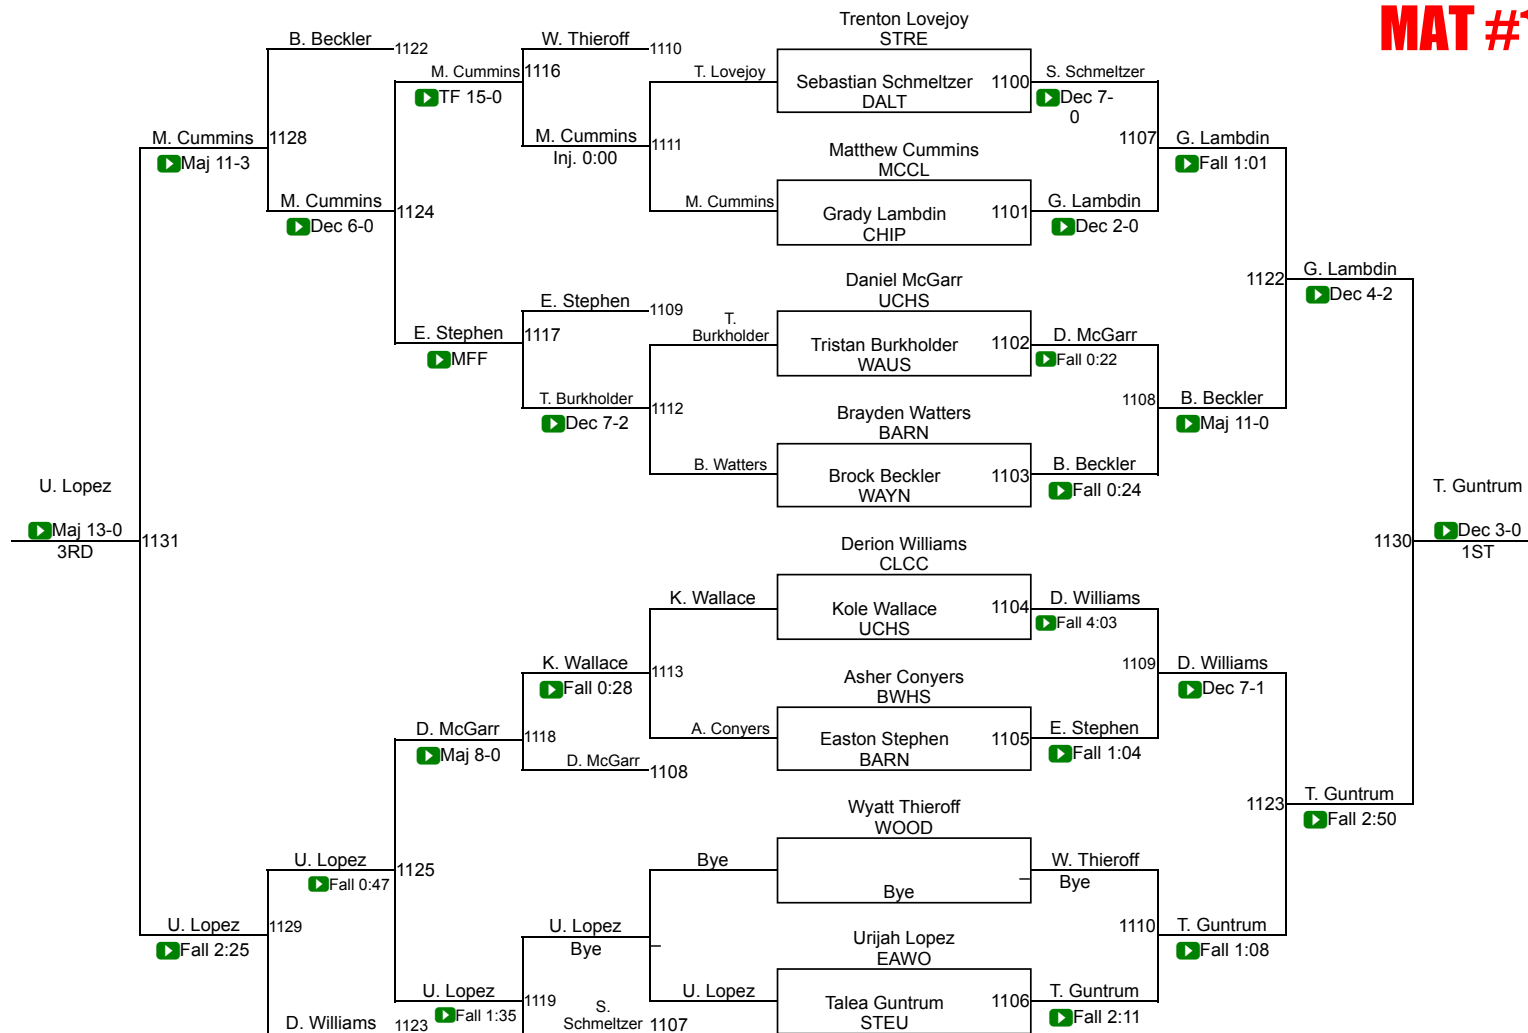 MAT #1
Trenton Lovejoy
STRE
B. Beckler
1122
W. Thieroff
1110
M. Cummins
1116
T. Lovejoy
Sebastian Schmeltzer
1100
S. Schmeltzer
TF 15-0
DALT
Dec 7-
0
M. Cummins
1128
M. Cummins
1111
Matthew Cummins
1107
G. Lambdin
Maj 11-3
Inj. 0:00
MCCL
Fall 1:01
M. Cummins
1124
M. Cummins
Grady Lambdin
1101
G. Lambdin
Dec 6-0
CHIP
Dec 2-0
Daniel McGarr
1122
G. Lambdin
E. Stephen
1109
UCHS
Dec 4-2
E. Stephen
1117
T.
Burkholder
Tristan Burkholder
1102
D. McGarr
MFF
WAUS
Fall 0:22
T. Burkholder
1112
Brayden Watters
1108
B. Beckler
Dec 7-2
BARN
Maj 11-0
B. Watters
Brock Beckler
1103
B. Beckler
U. Lopez
WAYN
Fall 0:24
T. Guntrum
Maj 13-0
1131
Derion Williams
1130
Dec 3-0
3RD
CLCC
1ST
K. Wallace
Kole Wallace
1104
D. Williams
UCHS
Fall 4:03
K. Wallace
1113
Asher Conyers
1109
D. Williams
Fall 0:28
BWHS
Dec 7-1
D. McGarr
1118
A. Conyers
Easton Stephen
1105
E. Stephen
Maj 8-0
D. McGarr
1108
BARN
Fall 1:04
Wyatt Thieroff
1123
T. Guntrum
WOOD
Fall 2:50
U. Lopez
1125
Bye
W. Thieroff
Fall 0:47
Bye
Bye
U. Lopez
1129
U. Lopez
Urijah Lopez
1110
T. Guntrum
Fall 2:25
Bye
EAWO
Fall 1:08
U. Lopez
1119
U. Lopez
Talea Guntrum
1106
T. Guntrum
D. Williams
1123
Fall 1:35
S.
Schmeltzer
1107
STEU
Fall 2:11